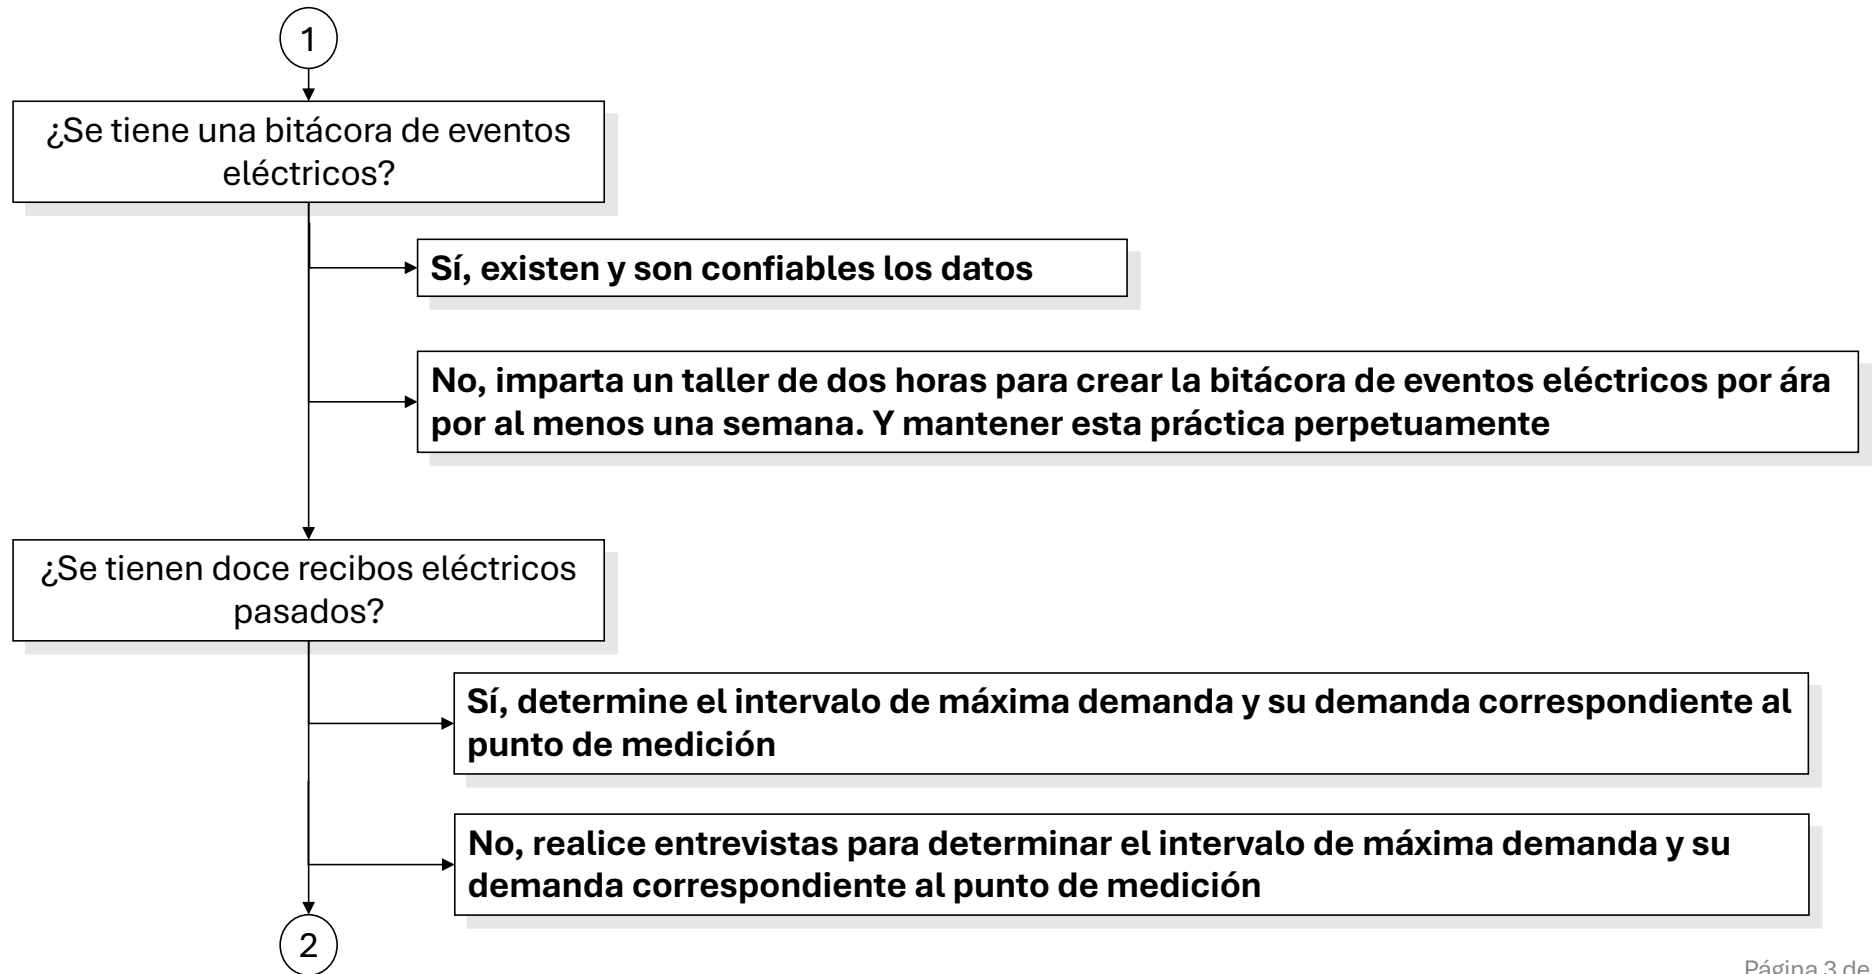 1
¿Se tiene una bitácora de eventos
eléctricos?
Sí, existen y son confiables los datos
No, imparta un taller de dos horas para crear la bitácora de eventos eléctricos por ára
por al menos una semana. Y mantener esta práctica perpetuamente
¿Se tienen doce recibos eléctricos
pasados?
Sí, determine el intervalo de máxima demanda y su demanda correspondiente al
punto de medición
No, realice entrevistas para determinar el intervalo de máxima demanda y su
demanda correspondiente al punto de medición
2
Página 3 de